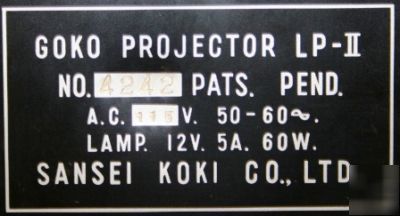 GOKO PROJECTOR LP-II
NO. 4242 PATS. PEND.
A.C. 115 V. 50-60∿.
LAMP. 12V. 5A. 60W.
SANSEI KOKI CO., LTD